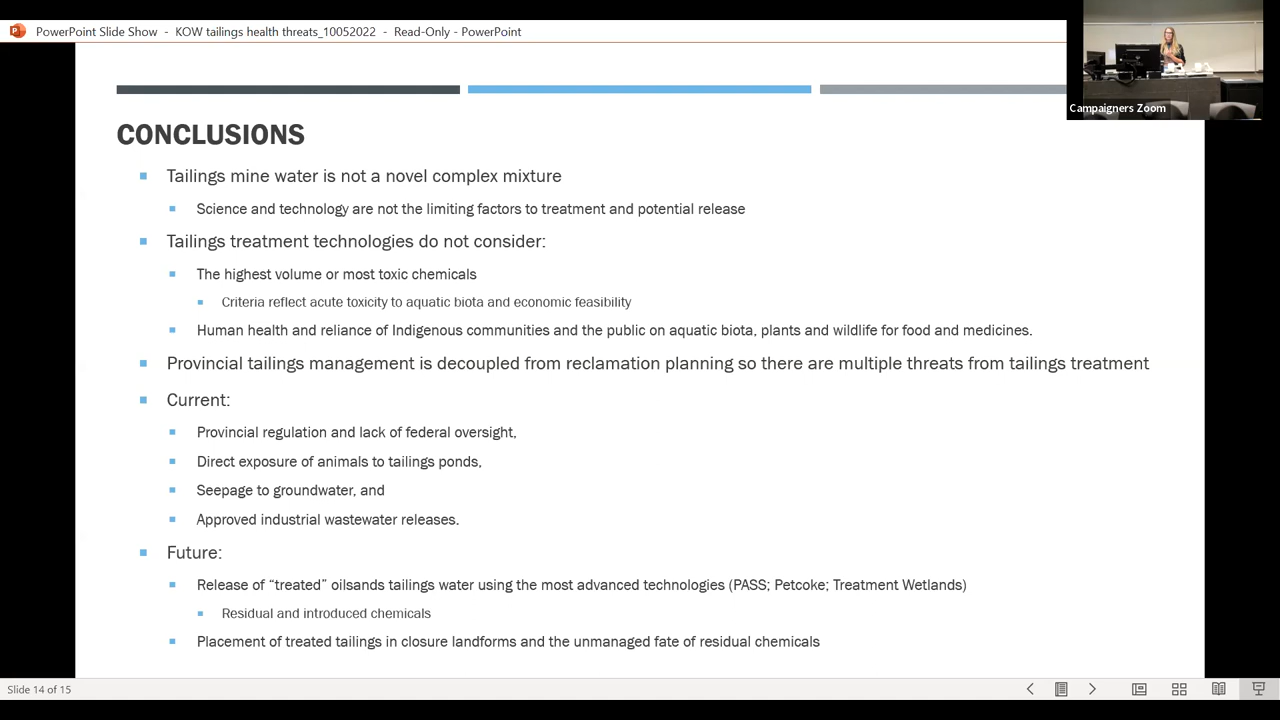 PowerPoint Slide Show - KOW tailings health threats_10052022 - Read-Only - PowerPoint
Campaigners Zoom
CONCLUSIONS
Tailings mine water is not a novel complex mixture
Science and technology are not the limiting factors to treatment and potential release
Tailings treatment technologies do not consider:
The highest volume or most toxic chemicals
Criteria reflect acute toxicity to aquatic biota and economic feasibility
Human health and reliance of Indigenous communities and the public on aquatic biota, plants and wildlife for food and medicines.
Provincial tailings management is decoupled from reclamation planning so there are multiple threats from tailings treatment
Current:
Provincial regulation and lack of federal oversight,
Direct exposure of animals to tailings ponds,
Seepage to groundwater, and
Approved industrial wastewater releases.
Future:
Release of “treated” oilsands tailings water using the most advanced technologies (PASS; Petcoke; Treatment Wetlands)
Residual and introduced chemicals
Placement of treated tailings in closure landforms and the unmanaged fate of residual chemicals
Slide 14 of 15